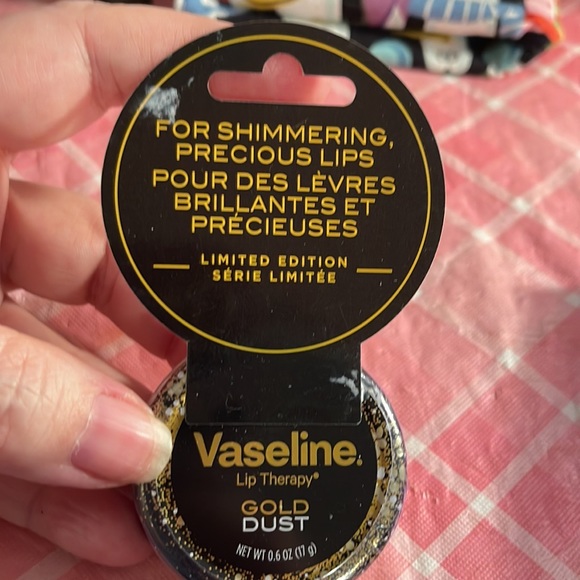 FOR SHIMMERING,
PRECIOUS LIPS
POUR DES LÈVRES
BRILLANTES ET
PRÉCIEUSES
LIMITED EDITION
SÉRIE LIMITÉE
Vaseline.
Lip Therapy®
GOLD
DUST
NET WT 0.6 OZ (17 g)